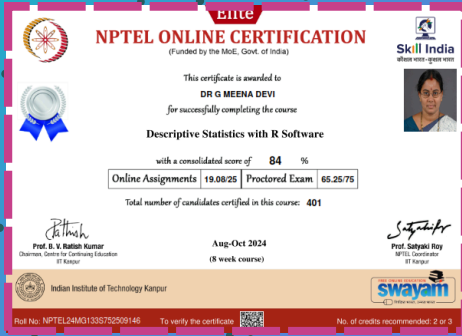 Elite
NPTEL ONLINE CERTIFICATION
(Funded by the MoE, Govt. of India)
Skill India
कौशल भारत - कुशल भारत
This certificate is awarded to
DR G MEENA DEVI
for successfully completing the course
Descriptive Statistics with R Software
with a consolidated score of 84 %
Online Assignments 19.08/25 Proctored Exam 65.25/75
Total number of candidates certified in this course: 401
Prof. B. V. Ratish Kumar
Chairman, Centre for Continuing Education
IIT Kanpur
Aug-Oct 2024
(8 week course)
Prof. Satyaki Roy
NPTEL Coordinator
IIT Kanpur
Indian Institute of Technology Kanpur
FREE ONLINE EDUCATION
swayam
Roll No: NPTEL24MG133S752509146
To verify the certificate
No. of credits recommended: 2 or 3